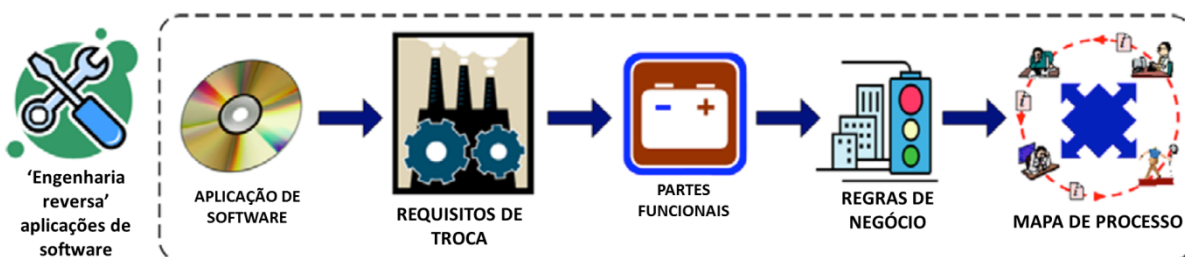 ‘Engenharia
reversa’
aplicações de
software
APLICAÇÃO DE
SOFTWARE
REQUISITOS DE
TROCA
PARTES
FUNCIONAIS
REGRAS DE
NEGÓCIO
MAPA DE PROCESSO
i
i
i